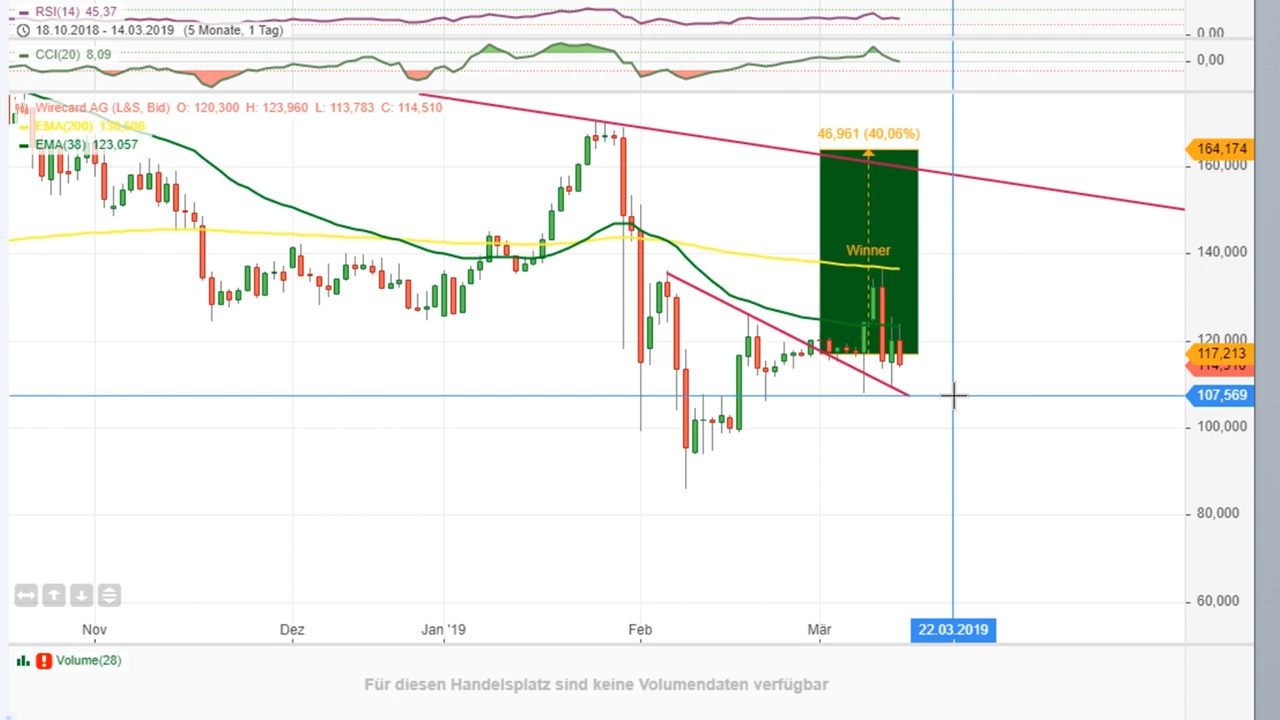 RSI(14) 45,37
0 00
18.10.2018 - 14.03.2019 (5 Monate, 1 Tag)
CCI(20) 8,09
0,00
Wirecard AG (L&S, Bid) O: 120,300 H: 123,960 L: 113,783 C: 114,510
EMA(200) 136,506
EMA(38) 123,057
46,961 (40,06%)
164,174
160,000
Winner
140,000
120,000
117,213
114,510
107,569
100,000
80,000
60,000
Nov Dez Jan '19 Feb Mär 22.03.2019
Volume(28)
Für diesen Handelsplatz sind keine Volumendaten verfügbar